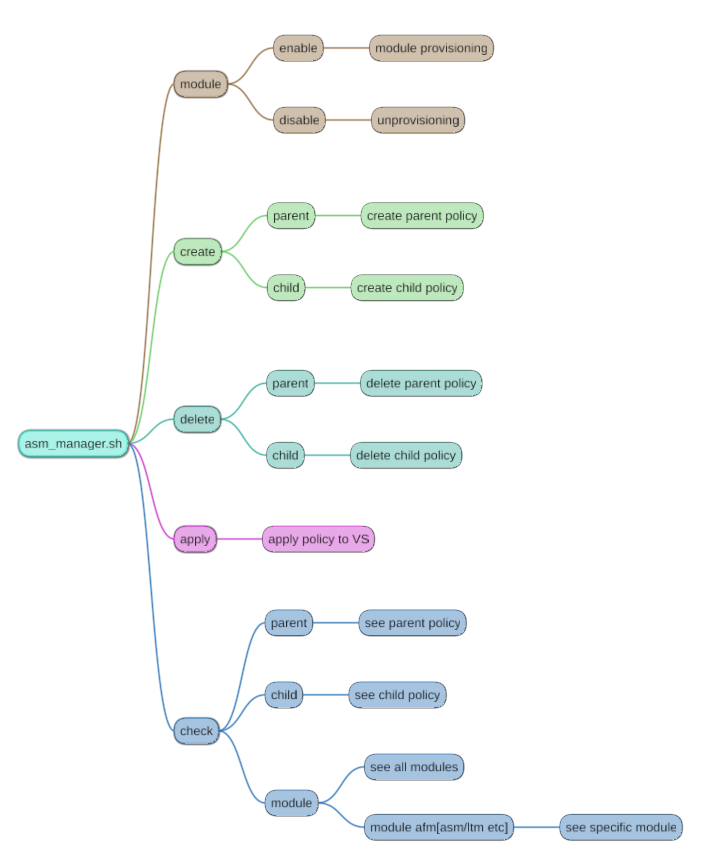 enable
module provisioning
module
disable
unprovisioning
parent
create parent policy
create
child
create child policy
parent
delete parent policy
delete
child
delete child policy
asm_manager.sh
apply
apply policy to VS
parent
see parent policy
child
see child policy
check
see all modules
module
module afm[asm/ltm etc]
see specific module